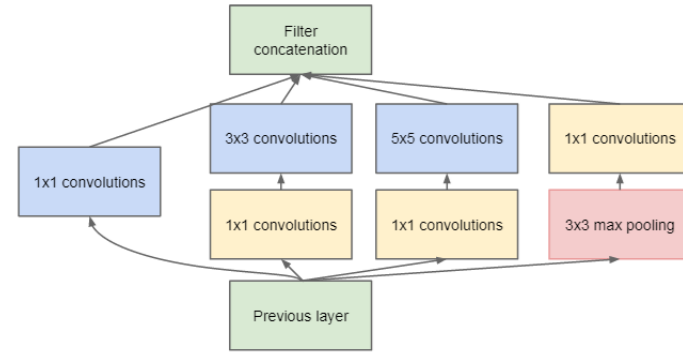 Filter
concatenation
3x3 convolutions
5x5 convolutions
1x1 convolutions
1x1 convolutions
1x1 convolutions
1x1 convolutions
3x3 max pooling
Previous layer